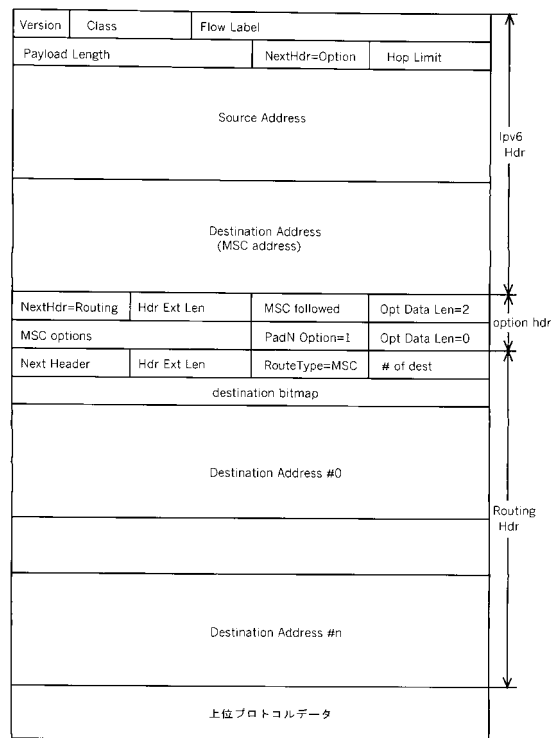 Version Class Flow Label
Payload Length NextHdr=Option Hop Limit
Source Address
Ipv6
Hdr
Destination Address
(MSC address)
NextHdr=Routing Hdr Ext Len MSC followed Opt Data Len=2
option hdr
MSC options PadN Option=1 Opt Data Len=0
Next Header Hdr Ext Len RouteType=MSC # of dest
destination bitmap
Destination Address #0
Routing
Hdr
Destination Address #n
上位プロトコルデータ